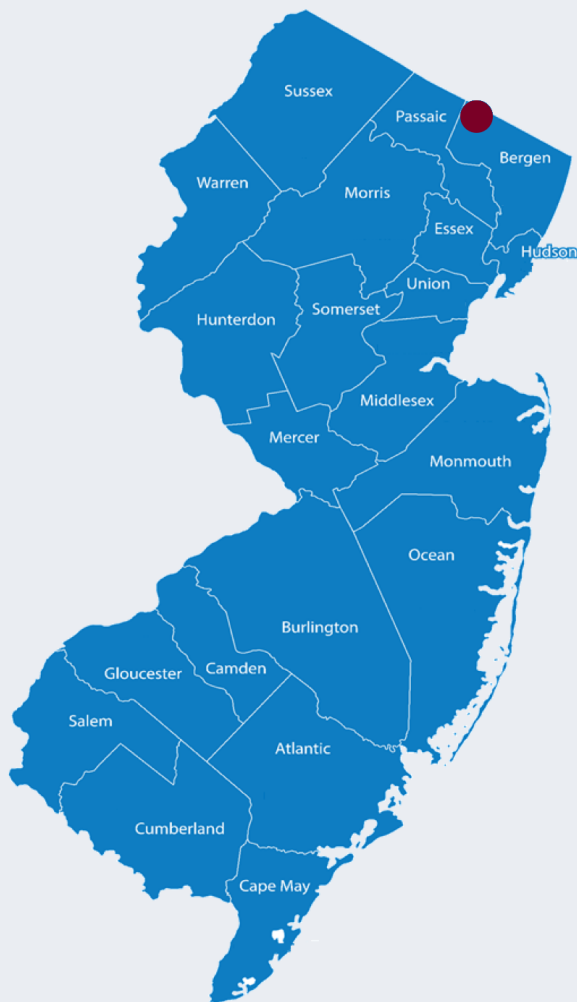 Sussex
Passaic
Bergen
Warren
Morris
Essex
Hudson
Union
Somerset
Hunterdon
Middlesex
Mercer
Monmouth
Ocean
Burlington
Camden
Gloucester
Salem
Atlantic
Cumberland
Cape May